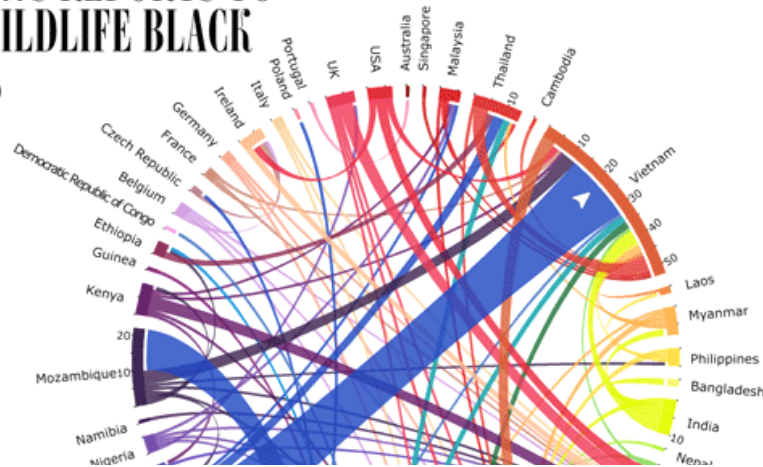 ILDLIFE BLACK
Portugal
Poland
Italy
Ireland
Germany
France
Czech Republic
Belgium
Democratic Republic of Congo
Ethiopia
Guinea
Kenya
20
Mozambique 10
Namibia
Nigeria
UK
USA
Australia
Singapore
Malaysia
Thailand
10
Cambodia
10
20
Vietnam
30
40
50
Laos
Myanmar
Philippines
Bangladesh
India
10
Nepal